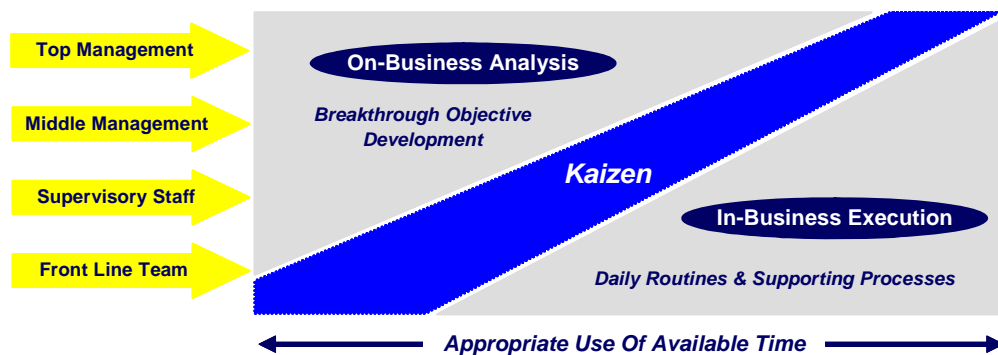 Top Management
Middle Management
Supervisory Staff
Front Line Team
On-Business Analysis
Breakthrough Objective
Development
Kaizen
In-Business Execution
Daily Routines & Supporting Processes
Appropriate Use Of Available Time